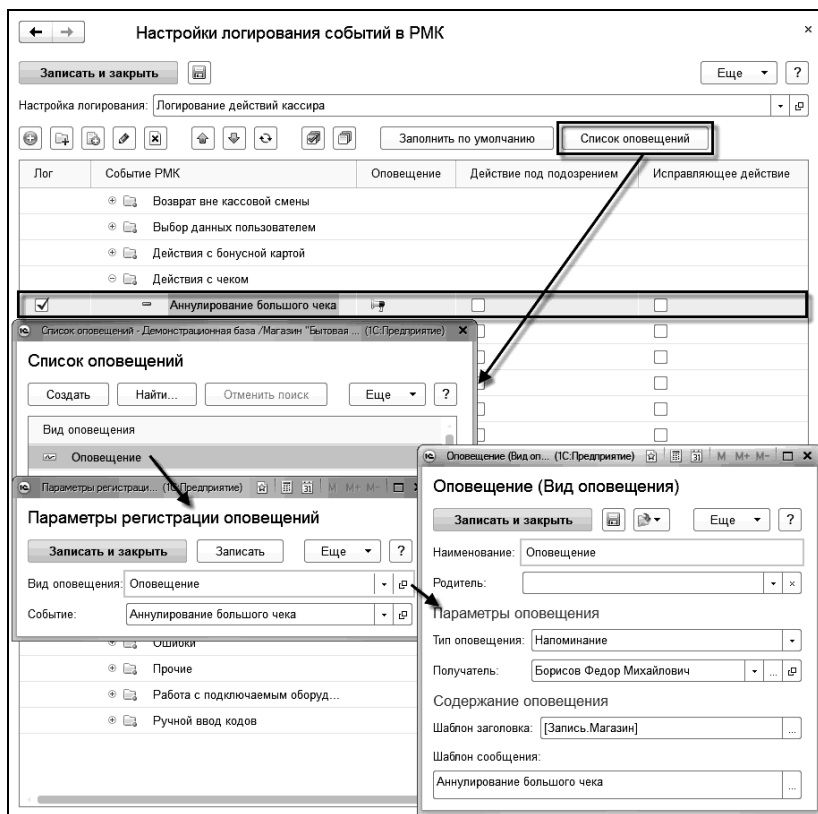 Настройки логирования событий в РМК
Записать и закрыть Еще ?
Настройка логирования: Логирование действий кассира
Заполнить по умолчанию Список оповещений
Лог Событие РМК Оповещение Действие под подозрением Исправляющее действие
Возврат вне кассовой смены
Выбор данных пользователем
Действия с бонусной картой
Действия с чеком
Аннулирование большого чека
Список оповещений - Демонстрационная база /Магазин "Бытовая ... (1С:Предприятие)
Список оповещений
Создать Найти... Отменить поиск Еще ?
Вид оповещения
Оповещение
Параметры регистраци... (1С:Предприятие) M M+ M-
Параметры регистрации оповещений
Записать и закрыть Записать Еще ?
Вид оповещения: Оповещение
Событие: Аннулирование большого чека
Ошибки
Прочие
Работа с подключаемым оборуд...
Ручной ввод кодов
Оповещение (Вид оп... (1С:Предприятие) 31 M M+ M-
Оповещение (Вид оповещения)
Записать и закрыть Еще ?
Наименование: Оповещение
Родитель:
Параметры оповещения
Тип оповещения: Напоминание
Получатель: Борисов Федор Михайлович ...
Содержание оповещения
Шаблон заголовка: [Запись.Магазин] ...
Шаблон сообщения:
Аннулирование большого чека ...